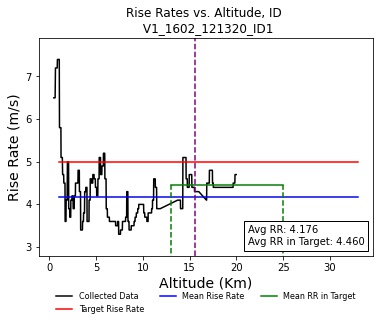 Rise Rates vs. Altitude, ID
V1_1602_121320_ID1
Rise Rate (m/s)
7
6
5
4
3
0
5
10
15
20
25
30
Avg RR: 4.176
Avg RR in Target: 4.460
Altitude (Km)
Collected Data
Mean Rise Rate
Mean RR in Target
Target Rise Rate